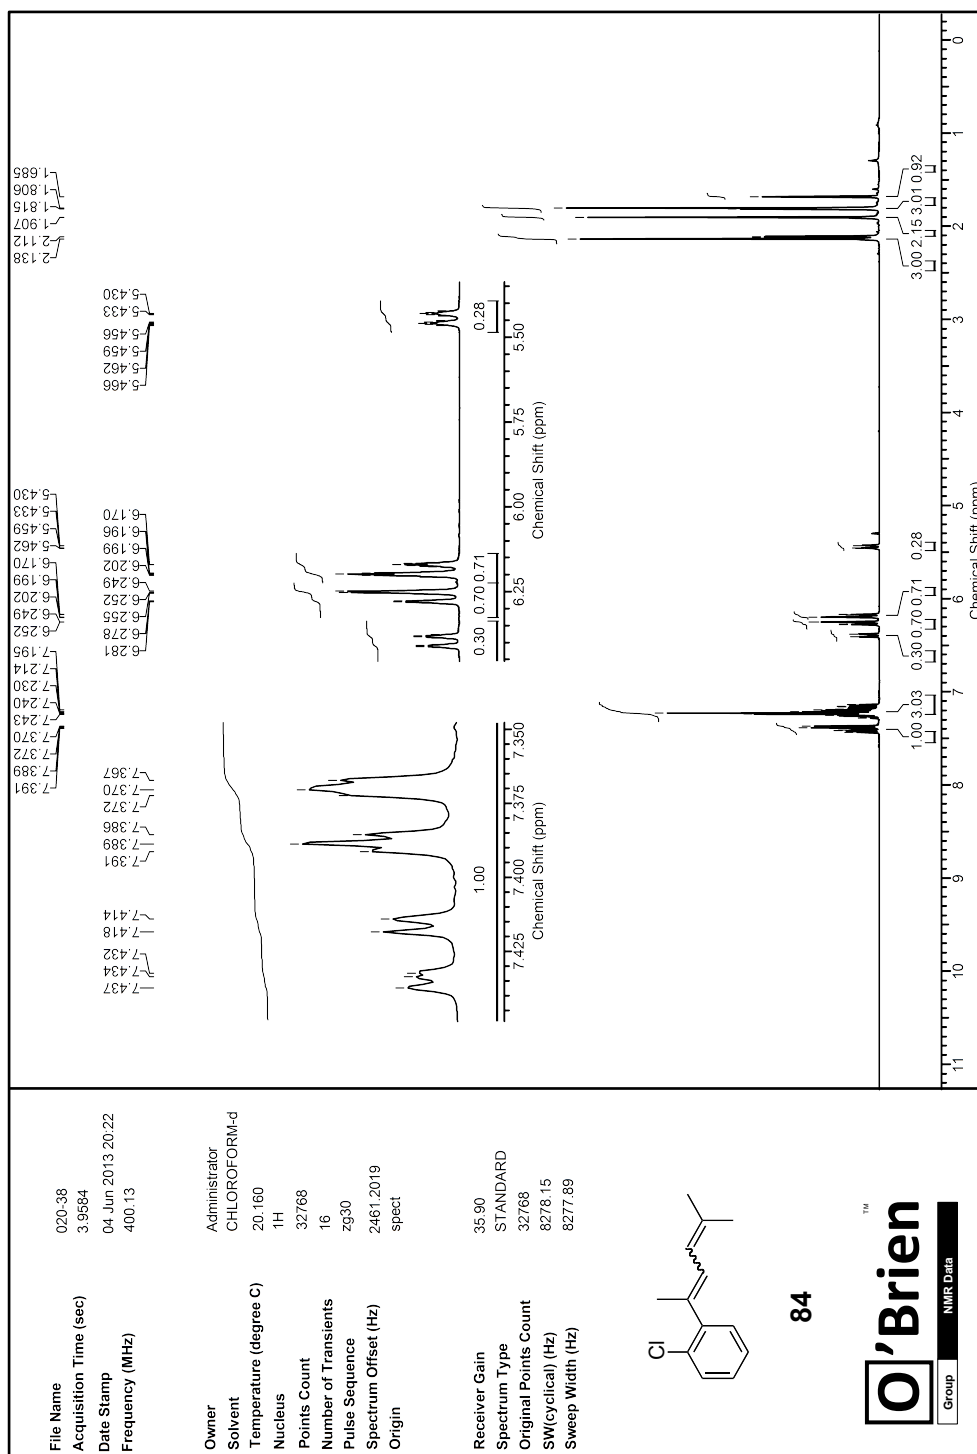 File Name 020-38
Acquisition Time (sec) 3.9584
Date Stamp 04 Jun 2013 20:22
Frequency (MHz) 400.13
Owner Administrator
Solvent CHLOROFORM-d
Temperature (degree C) 20.160
Nucleus 1H
Points Count 32768
Number of Transients 16
Pulse Sequence zg30
Spectrum Offset (Hz) 2461.2019
Origin spect
Receiver Gain 35.90
Spectrum Type STANDARD
Original Points Count 32768
SW(cyclical) (Hz) 8278.15
Sweep Width (Hz) 8277.89
Cl
84
O'Brien
TM
Group NMR Data
7.391 7.389 7.372 7.370 7.243 7.240 7.230 7.214 7.195 6.252 6.249 6.202 6.199 6.170 5.462 5.459 5.433 5.430 2.138 2.112 1.907 1.815 1.806 1.685
7.437 7.434 7.432 7.418 7.414 7.391 7.389 7.386 7.372 7.370 7.367
6.281 6.278 6.255 6.252 6.249 6.202 6.199 6.196 6.170
5.466 5.462 5.459 5.456 5.433 5.430
1.00
7.425 7.400 7.375 7.350
Chemical Shift (ppm)
0.30 0.70 0.71 0.28
6.25 6.00 5.75 5.50
Chemical Shift (ppm)
1.00 3.03 0.30 0.70 0.71 0.28 3.00 2.15 3.01 0.92
11 10 9 8 7 6 5 4 3 2 1 0
Chemical Shift (ppm)